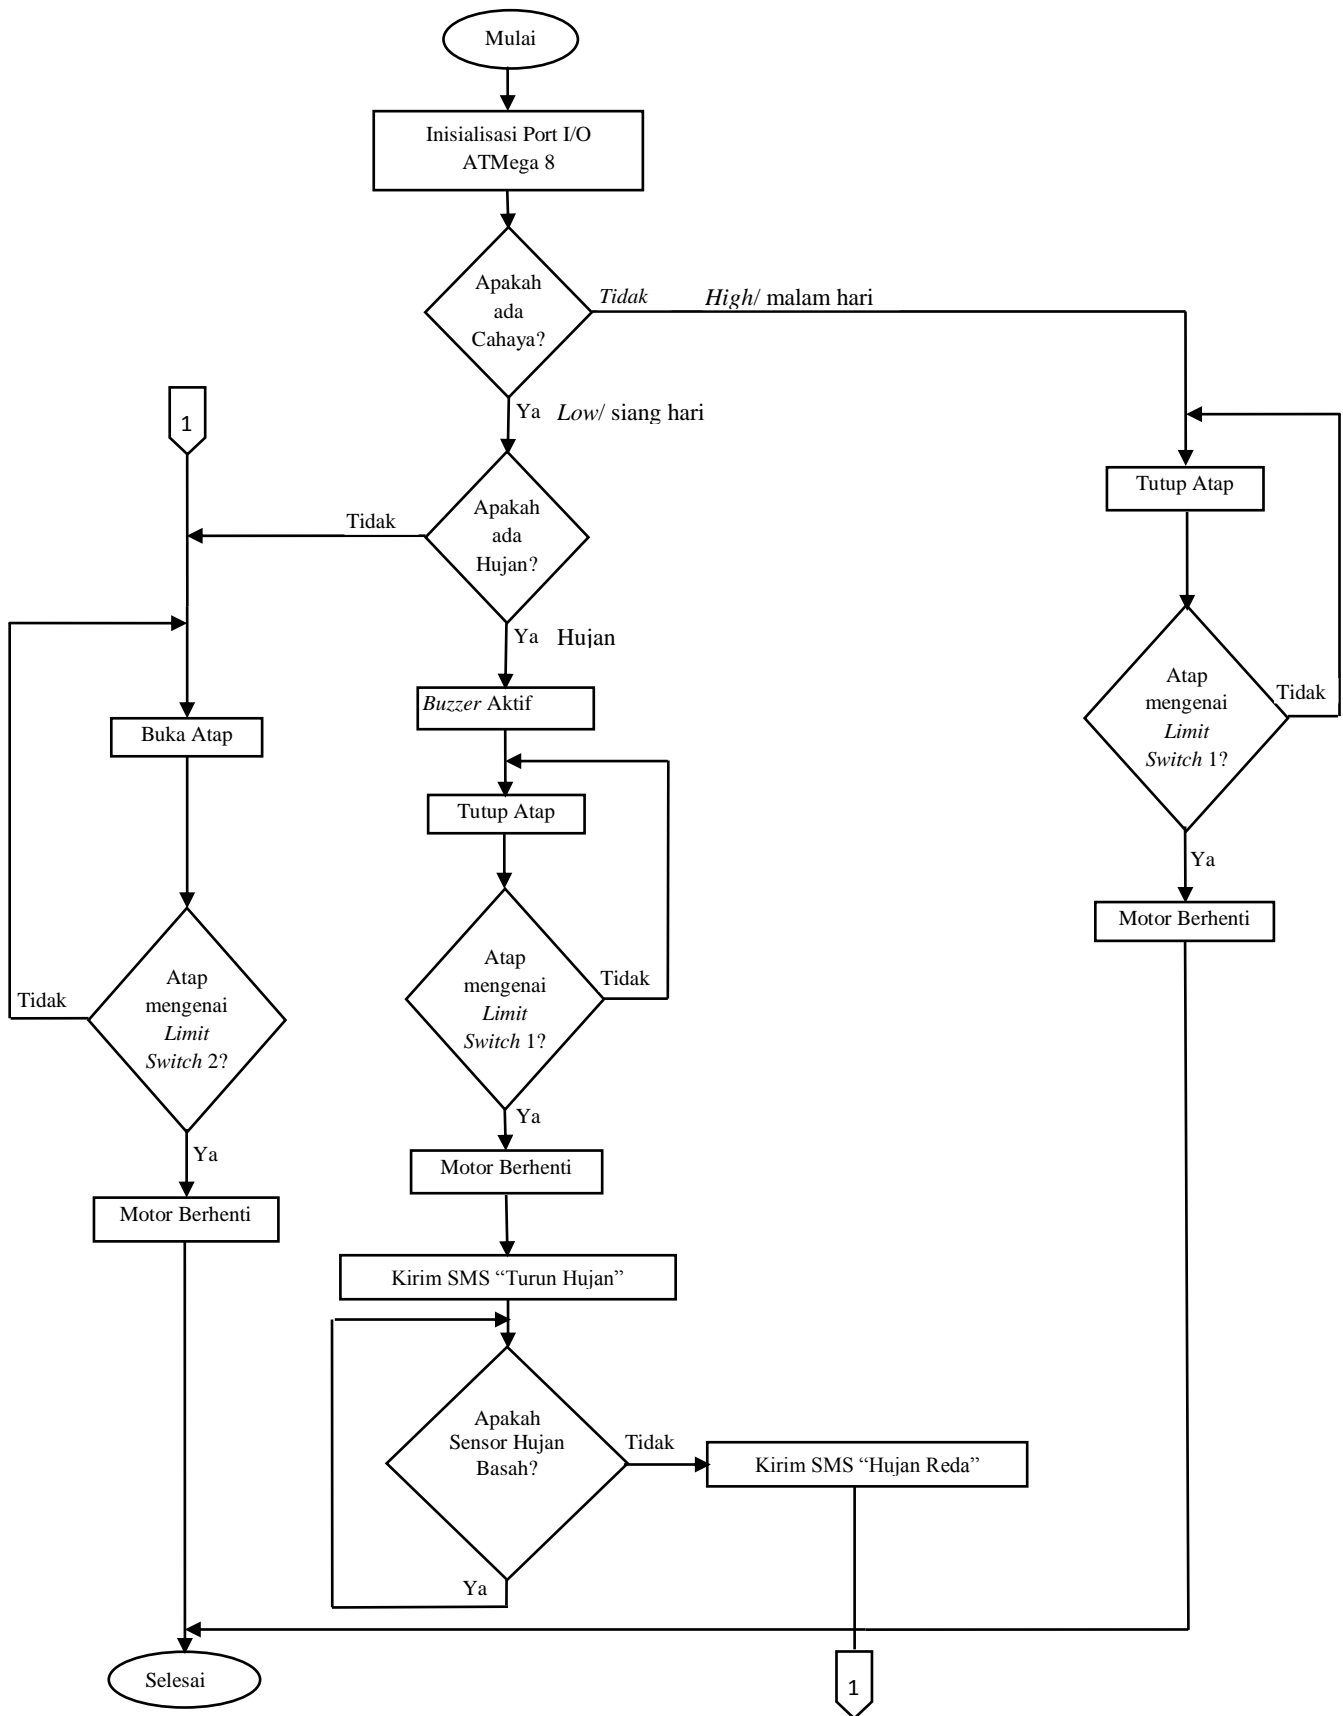 Mulai
Inisialisasi Port I/O
ATMega 8
Apakah
ada
Cahaya?
Tidak
High/ malam hari
Ya
Low/ siang hari
1
Apakah
ada
Hujan?
Tidak
Ya
Hujan
Tutup Atap
Atap
mengenai
Limit
Switch 1?
Tidak
Ya
Motor Berhenti
Buzzer Aktif
Tutup Atap
Atap
mengenai
Limit
Switch 1?
Tidak
Ya
Motor Berhenti
Buka Atap
Atap
mengenai
Limit
Switch 2?
Tidak
Ya
Motor Berhenti
Kirim SMS “Turun Hujan”
Apakah
Sensor Hujan
Basah?
Tidak
Ya
Kirim SMS “Hujan Reda”
1
Selesai